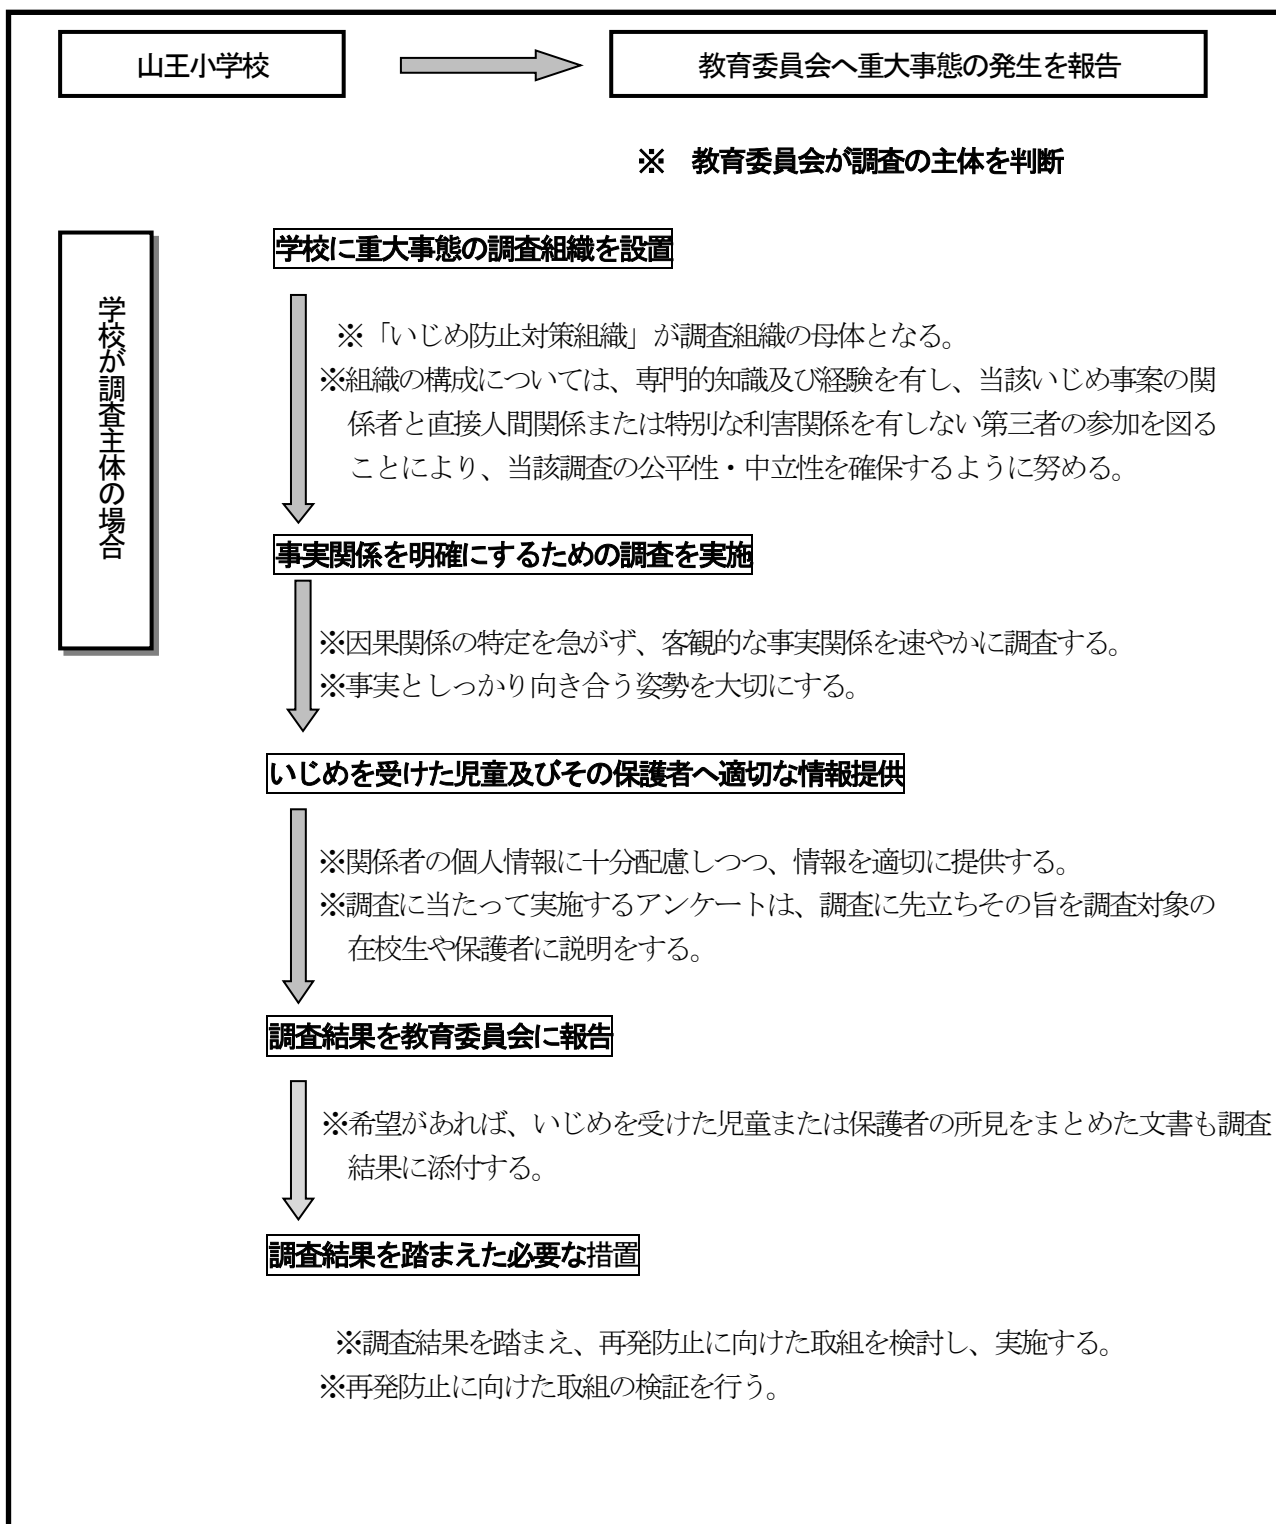 山王小学校
教育委員会へ重大事態の発生を報告
※　教育委員会が調査の主体を判断
学校が調査主体の場合
学校に重大事態の調査組織を設置
※「いじめ防止対策組織」が調査組織の母体となる。
※組織の構成については、専門的知識及び経験を有し、当該いじめ事案の関
係者と直接人間関係または特別な利害関係を有しない第三者の参加を図る
ことにより、当該調査の公平性・中立性を確保するように努める。
事実関係を明確にするための調査を実施
※因果関係の特定を急がず、客観的な事実関係を速やかに調査する。
※事実としっかり向き合う姿勢を大切にする。
いじめを受けた児童及びその保護者へ適切な情報提供
※関係者の個人情報に十分配慮しつつ、情報を適切に提供する。
※調査に当たって実施するアンケートは、調査に先立ちその旨を調査対象の
在校生や保護者に説明をする。
調査結果を教育委員会に報告
※希望があれば、いじめを受けた児童または保護者の所見をまとめた文書も調査
結果に添付する。
調査結果を踏まえた必要な措置
※調査結果を踏まえ、再発防止に向けた取組を検討し、実施する。
※再発防止に向けた取組の検証を行う。